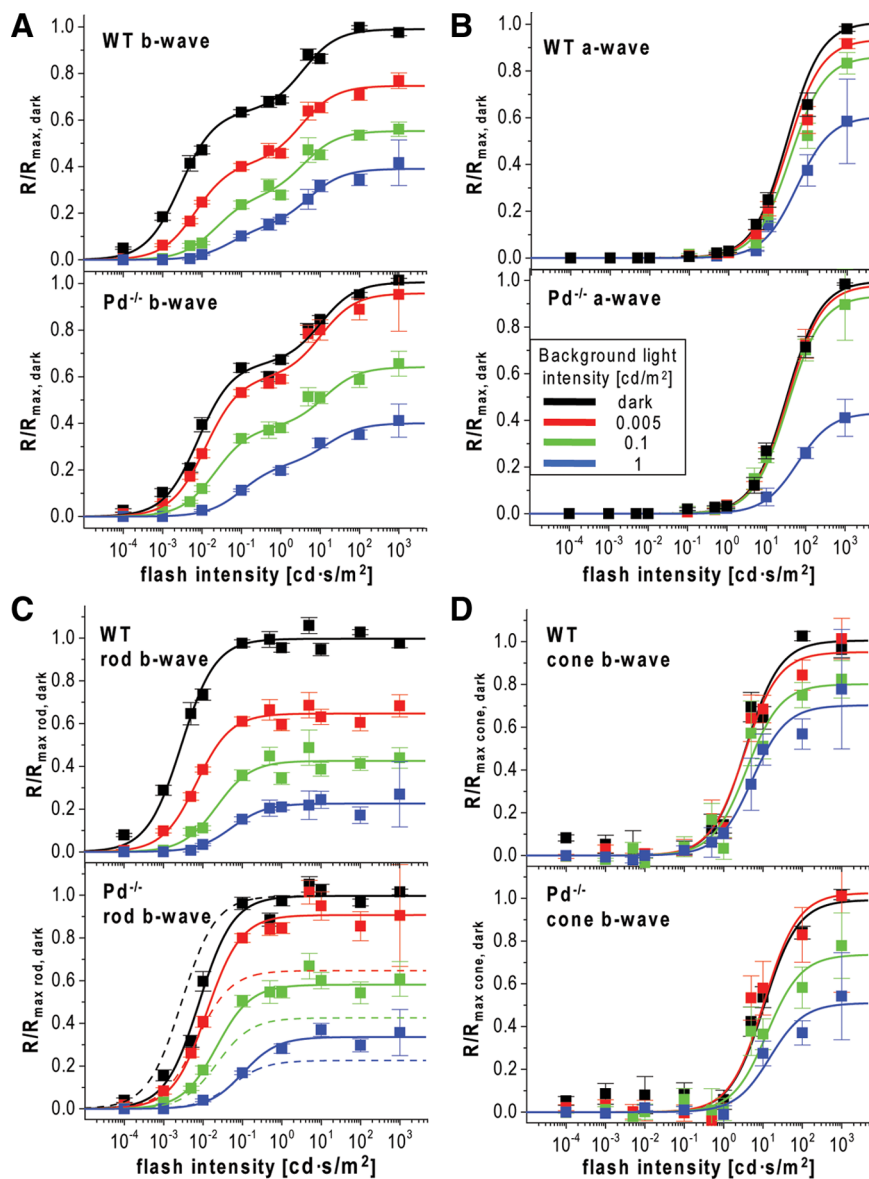 A
WT b-wave
R/Rmax, dark
1.0
0.8
0.6
0.4
0.2
0.0
Pd-/- b-wave
R/Rmax, dark
1.0
0.8
0.6
0.4
0.2
0.0
10-4 10-3 10-2 10-1 100 101 102 103
flash intensity [cd·s/m2]
B
WT a-wave
R/Rmax, dark
1.0
0.8
0.6
0.4
0.2
0.0
Pd-/- a-wave
Background light
intensity [cd/m2]
dark
0.005
0.1
1
R/Rmax, dark
1.0
0.8
0.6
0.4
0.2
0.0
10-4 10-3 10-2 10-1 100 101 102 103
flash intensity [cd·s/m2]
C
WT
rod b-wave
R/Rmax rod, dark
1.0
0.8
0.6
0.4
0.2
0.0
Pd-/-
rod b-wave
R/Rmax rod, dark
1.0
0.8
0.6
0.4
0.2
0.0
10-4 10-3 10-2 10-1 100 101 102 103
flash intensity [cd·s/m2]
D
WT
cone b-wave
R/Rmax cone, dark
1.0
0.8
0.6
0.4
0.2
0.0
Pd-/-
cone b-wave
R/Rmax cone, dark
1.0
0.8
0.6
0.4
0.2
0.0
10-4 10-3 10-2 10-1 100 101 102 103
flash intensity [cd·s/m2]